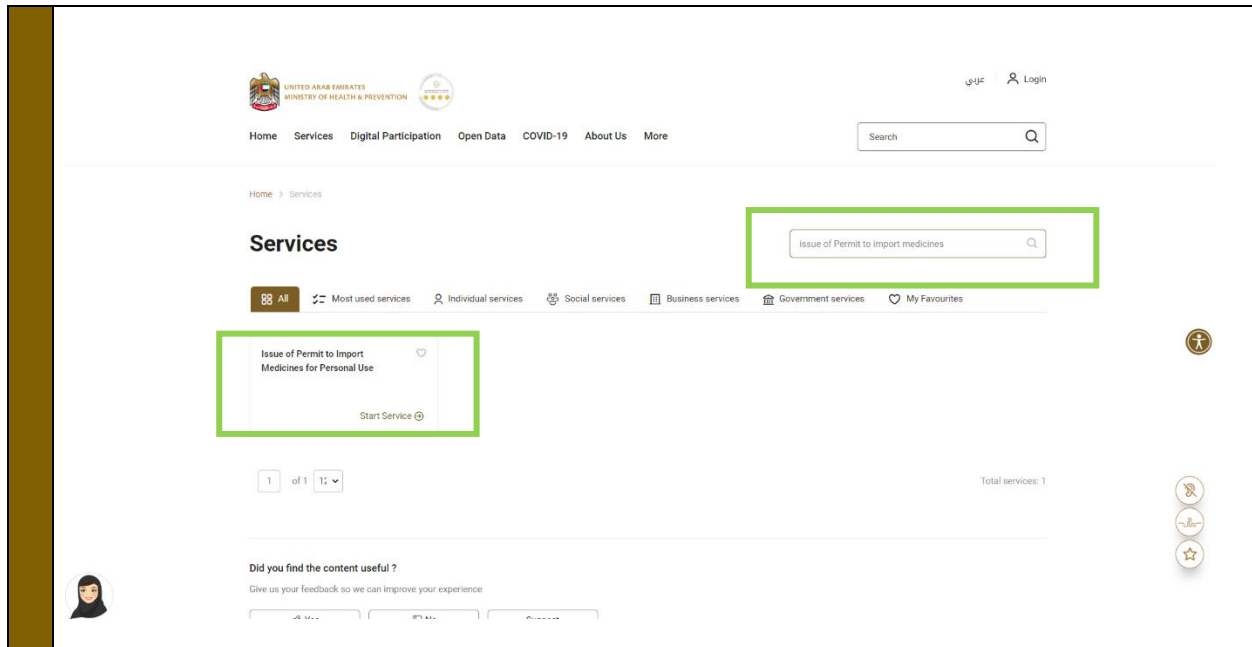 UNITED ARAB EMIRATES
MINISTRY OF HEALTH & PREVENTION
عربي
Login
Home Services Digital Participation Open Data COVID-19 About Us More
Search
Home > Services
Services
Issue of Permit to import medicines
All
Most used services
Individual services
Social services
Business services
Government services
My Favourites
Issue of Permit to Import
Medicines for Personal Use
Start Service
1 of 1
Total services: 1
Did you find the content useful ?
Give us your feedback so we can improve your experience
Yes
No
Suggest